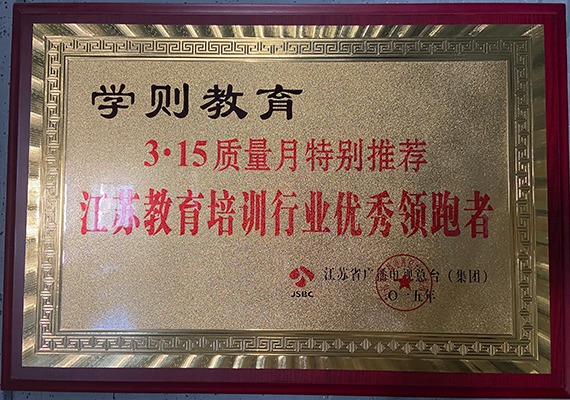 学则教育
3·15质量月特别推荐
江苏教育培训行业优秀领跑者
JSBC
江苏省广播电视总台（集团）
二〇一五年